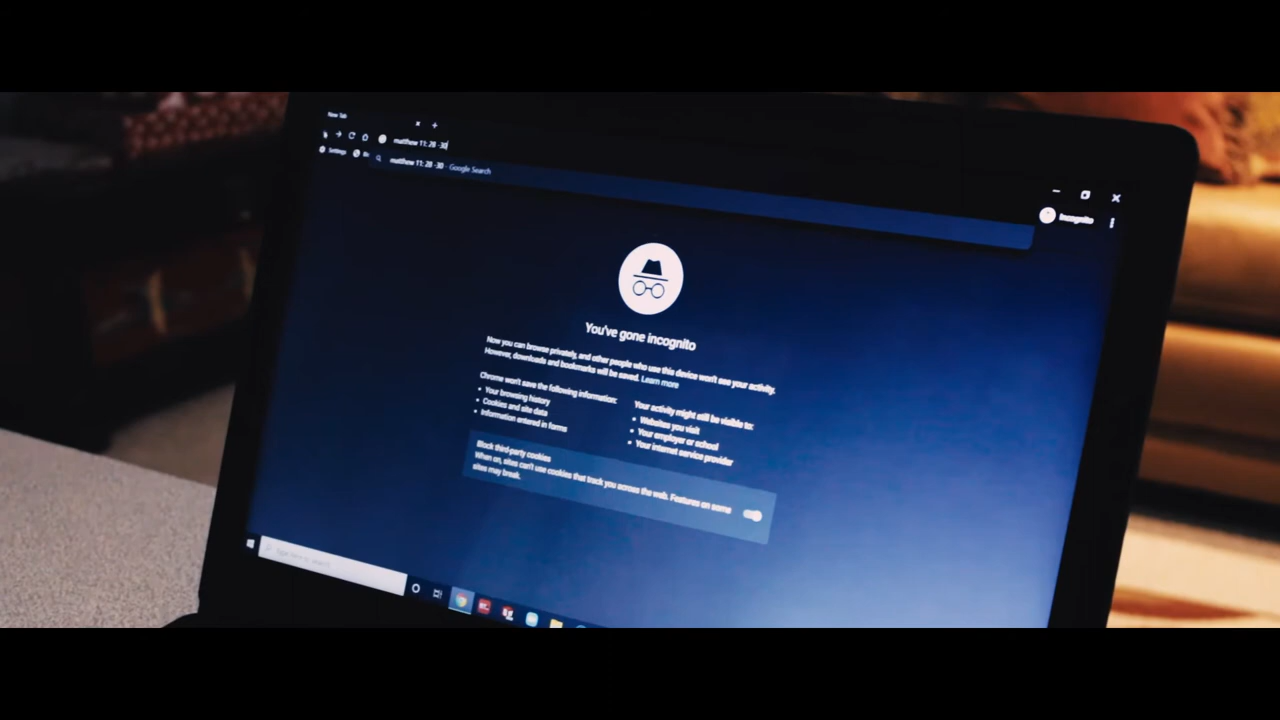 New Tab
matthew 11: 28 -30
Settings
matthew 11: 28 -30 - Google Search
Incognito
You've gone incognito
Now you can browse privately, and other people who use this device won't see your activity.
However, downloads and bookmarks will be saved. Learn more
Chrome won't save the following information:
• Your browsing history
• Cookies and site data
• Information entered in forms
Your activity might still be visible to:
• Websites you visit
• Your employer or school
• Your internet service provider
Block third-party cookies
When on, sites can't use cookies that track you across the web. Features on some
sites may break.
Type here to search